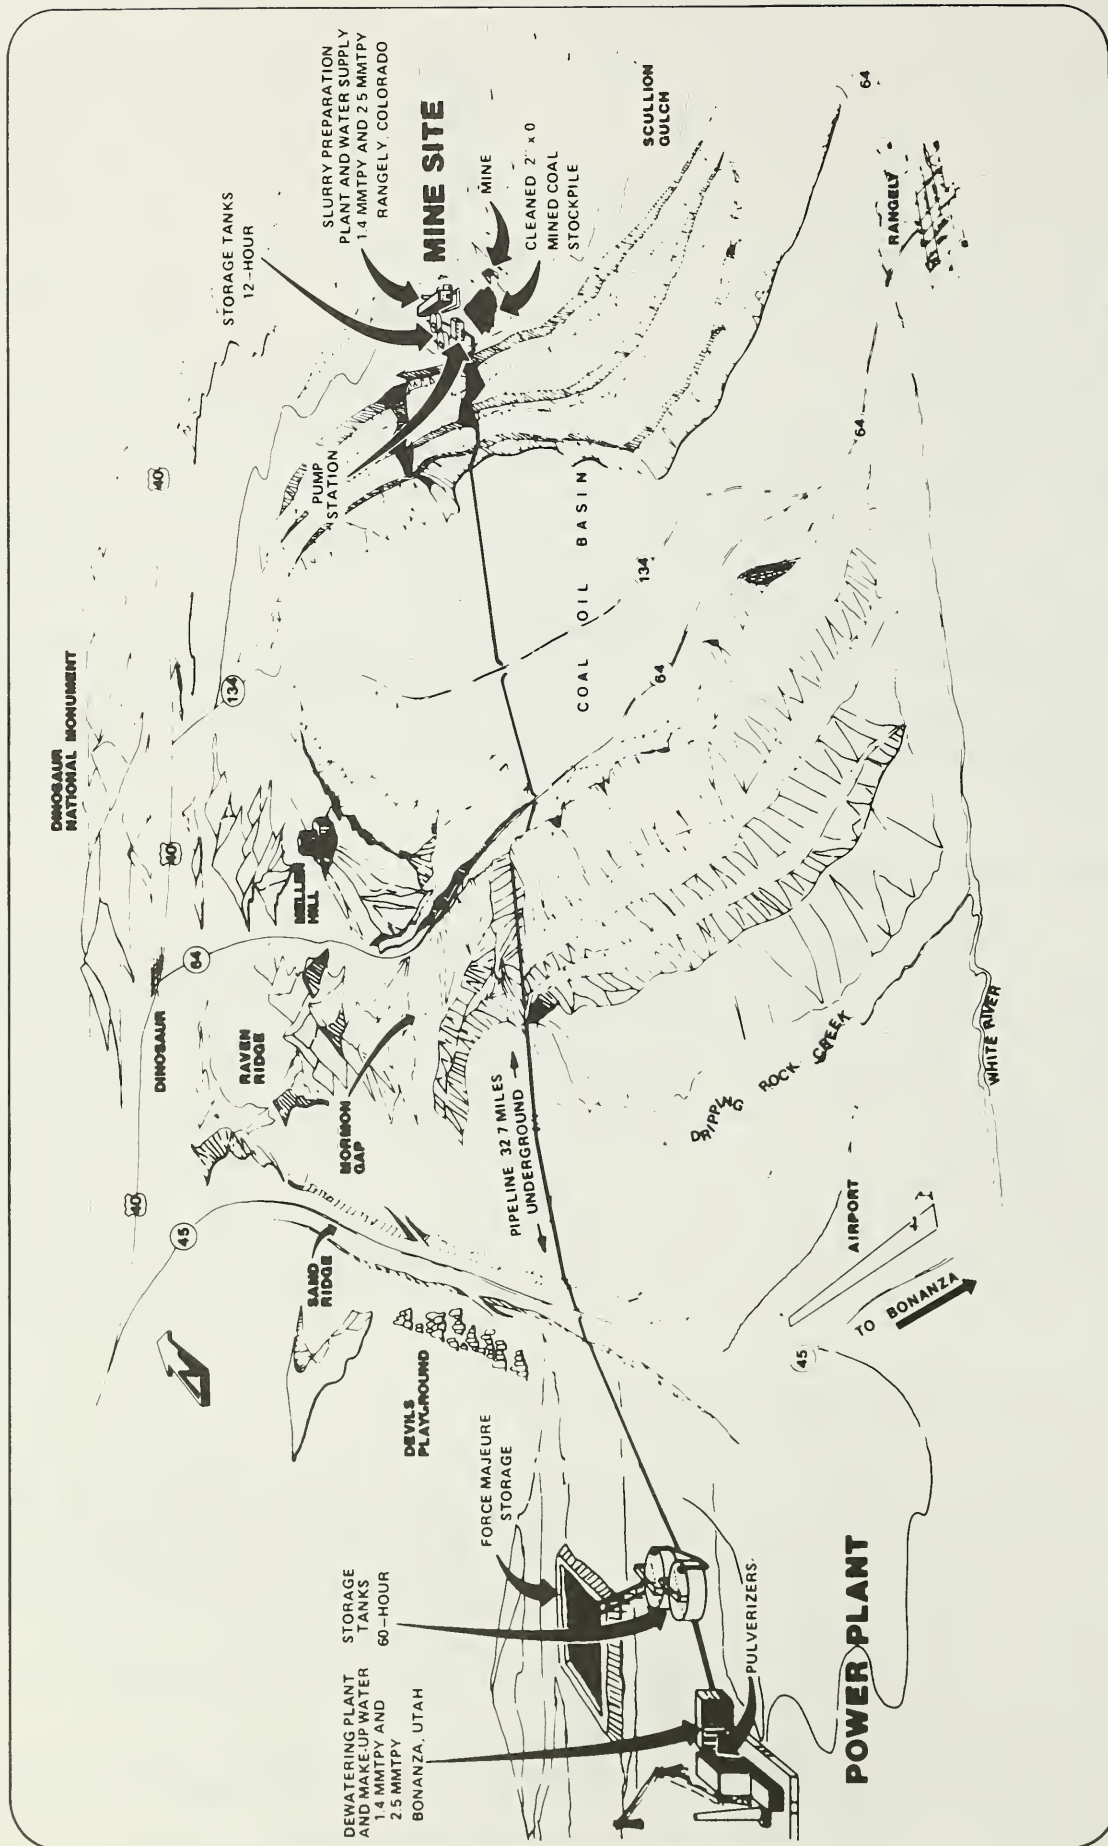 DINOSAUR
NATIONAL MONUMENT
40
40
40
DINOSAUR
45
64
134
N
STORAGE TANKS
12-HOUR
SLURRY PREPARATION
PLANT AND WATER SUPPLY
1.4 MMTPY AND 2 5 MMTPY
RANGELY, COLORADO
MINE SITE
MINE
CLEANED 2" x 0
MINED COAL
STOCKPILE
PUMP
STATION
RAVEN
RIDGE
MELLEN
HILL
SAND
RIDGE
MORMON
GAP
DEVILS
PLAYGROUND
DEWATERING PLANT
AND MAKE-UP WATER
1.4 MMTPY AND
2.5 MMTPY
BONANZA, UTAH
STORAGE
TANKS
60-HOUR
FORCE MAJEURE
STORAGE
PIPELINE 32 7 MILES
UNDERGROUND
COAL OIL BASIN
134
64
SCULLION
GULCH
64
64
RANGELY
DRIPPING ROCK CREEK
WHITE RIVER
AIRPORT
TO BONANZA
45
PULVERIZERS
POWER PLANT